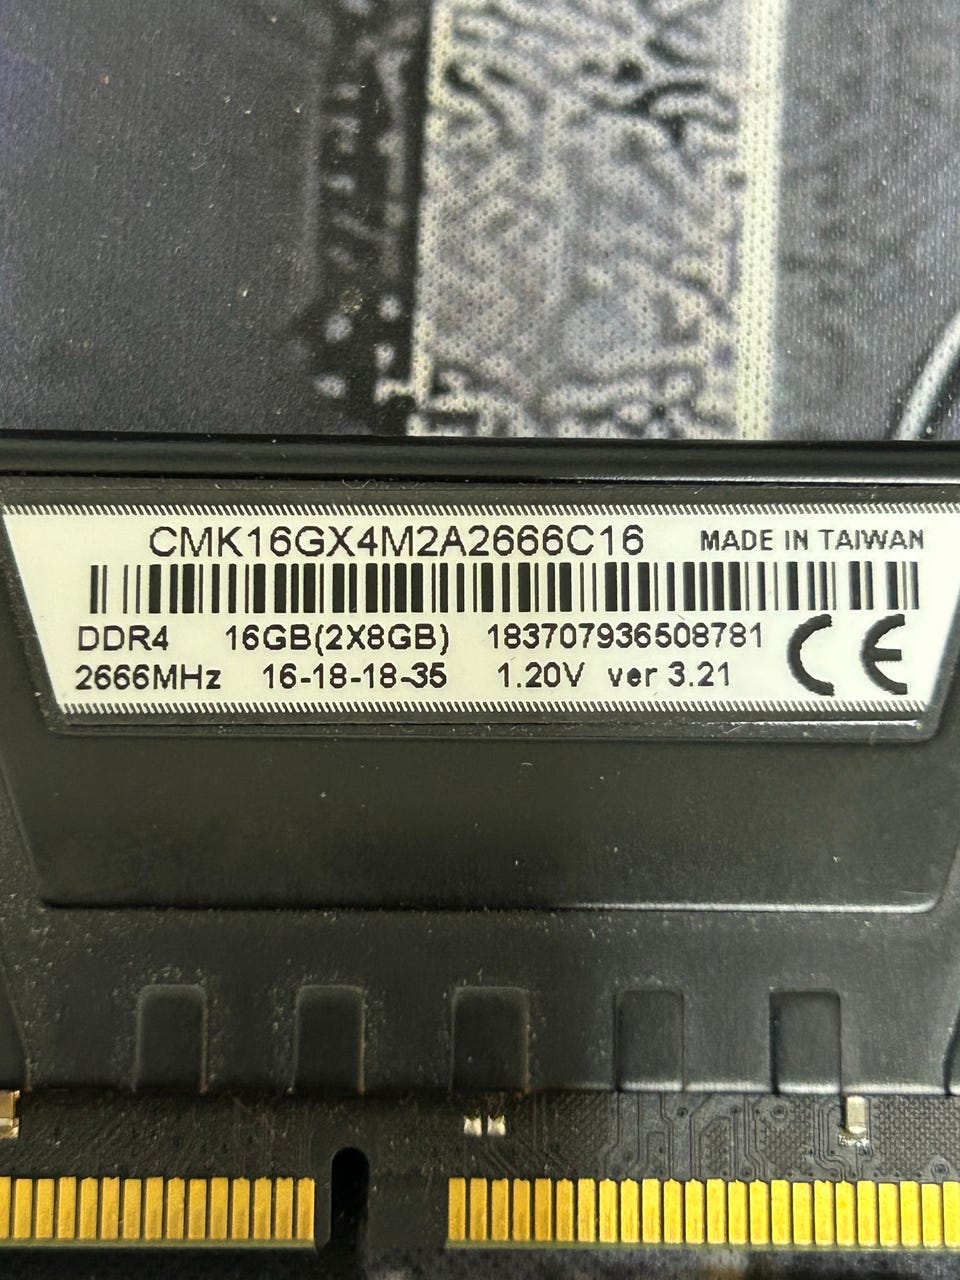 CMK16GX4M2A2666C16 MADE IN TAIWAN
DDR4 16GB(2X8GB) 183707936508781
2666MHz 16-18-18-35 1.20V ver 3.21
CE